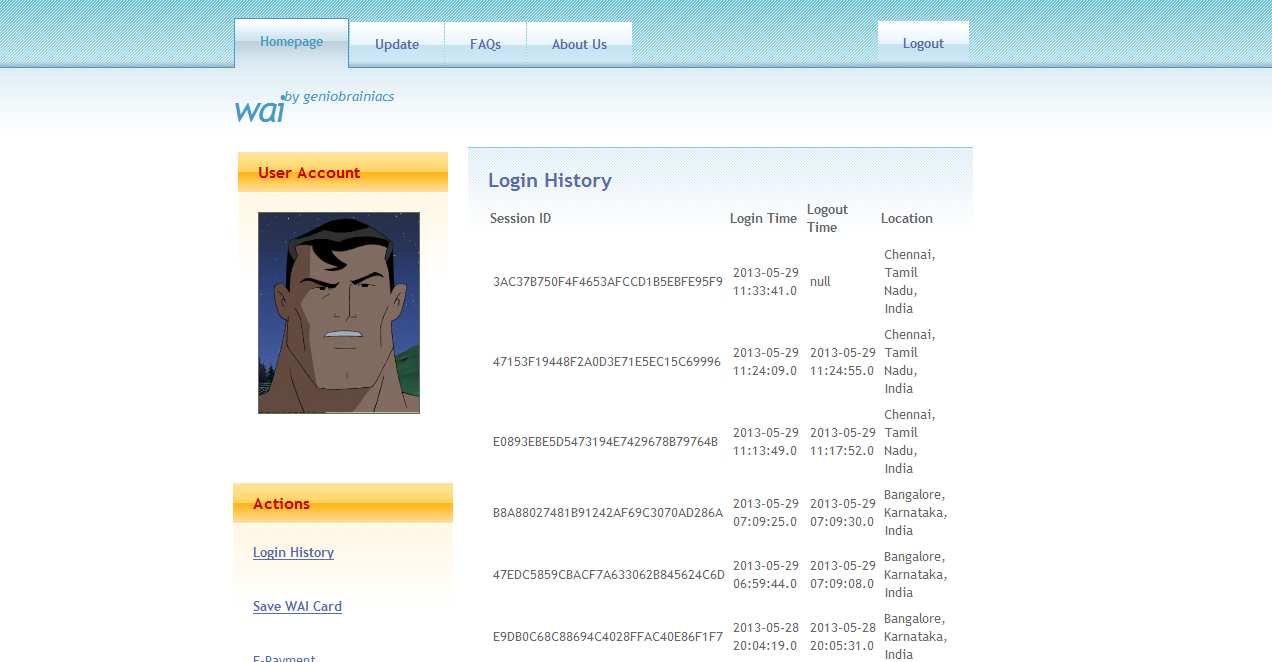 Homepage
Update
FAQs
About Us
Logout
wai by geniobrainiacs
User Account
Actions
Login History
Save WAI Card
E-Payment
Login History
Session ID Login Time Logout Time Location
3AC37B750F4F4653AFCCD1B5EBFE95F9 2013-05-29 11:33:41.0 null Chennai, Tamil Nadu, India
47153F19448F2A0D3E71E5EC15C69996 2013-05-29 11:24:09.0 2013-05-29 11:24:55.0 Chennai, Tamil Nadu, India
E0893EBE5D5473194E7429678B79764B 2013-05-29 11:13:49.0 2013-05-29 11:17:52.0 Chennai, Tamil Nadu, India
B8A88027481B91242AF69C3070AD286A 2013-05-29 07:09:25.0 2013-05-29 07:09:30.0 Bangalore, Karnataka, India
47EDC5859CBACF7A633062B845624C6D 2013-05-29 06:59:44.0 2013-05-29 07:09:08.0 Bangalore, Karnataka, India
E9DB0C68C88694C4028FFAC40E86F1F7 2013-05-28 20:04:19.0 2013-05-28 20:05:31.0 Bangalore, Karnataka, India